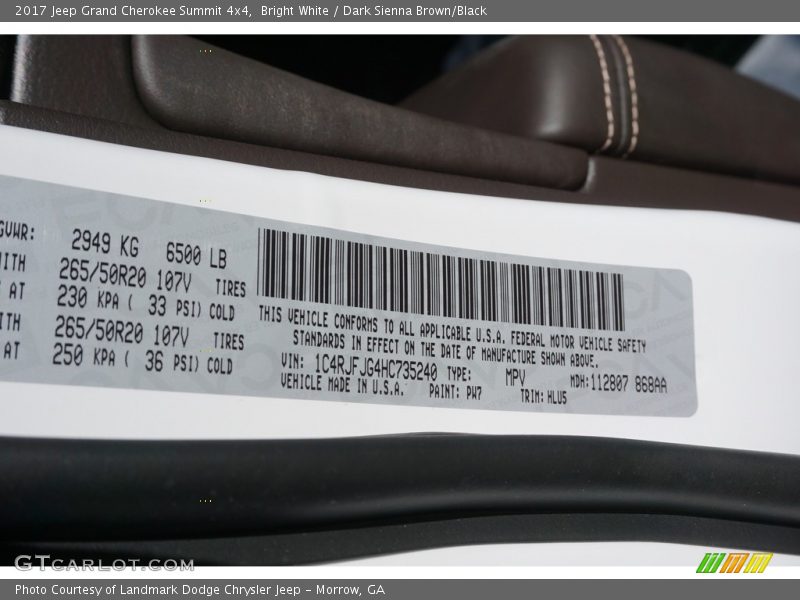 2017 Jeep Grand Cherokee Summit 4x4,  Bright White / Dark Sienna Brown/Black
GVWR: 2949 KG 6500 LB
ITH 265/50R20 107V TIRES
AT 230 KPA ( 33 PSI) COLD
TH 265/50R20 107V TIRES
AT 250 KPA ( 36 PSI) COLD
THIS VEHICLE CONFORMS TO ALL APPLICABLE U.S.A. FEDERAL MOTOR VEHICLE SAFETY
STANDARDS IN EFFECT ON THE DATE OF MANUFACTURE SHOWN ABOVE.
VIN: 1C4RJFJG4HC735240 TYPE: MPV MDH:112807 868AA
VEHICLE MADE IN U.S.A. PAINT: PW7 TRIM: HLU5
GTCARLOT.COM
Photo Courtesy of Landmark Dodge Chrysler Jeep – Morrow, GA